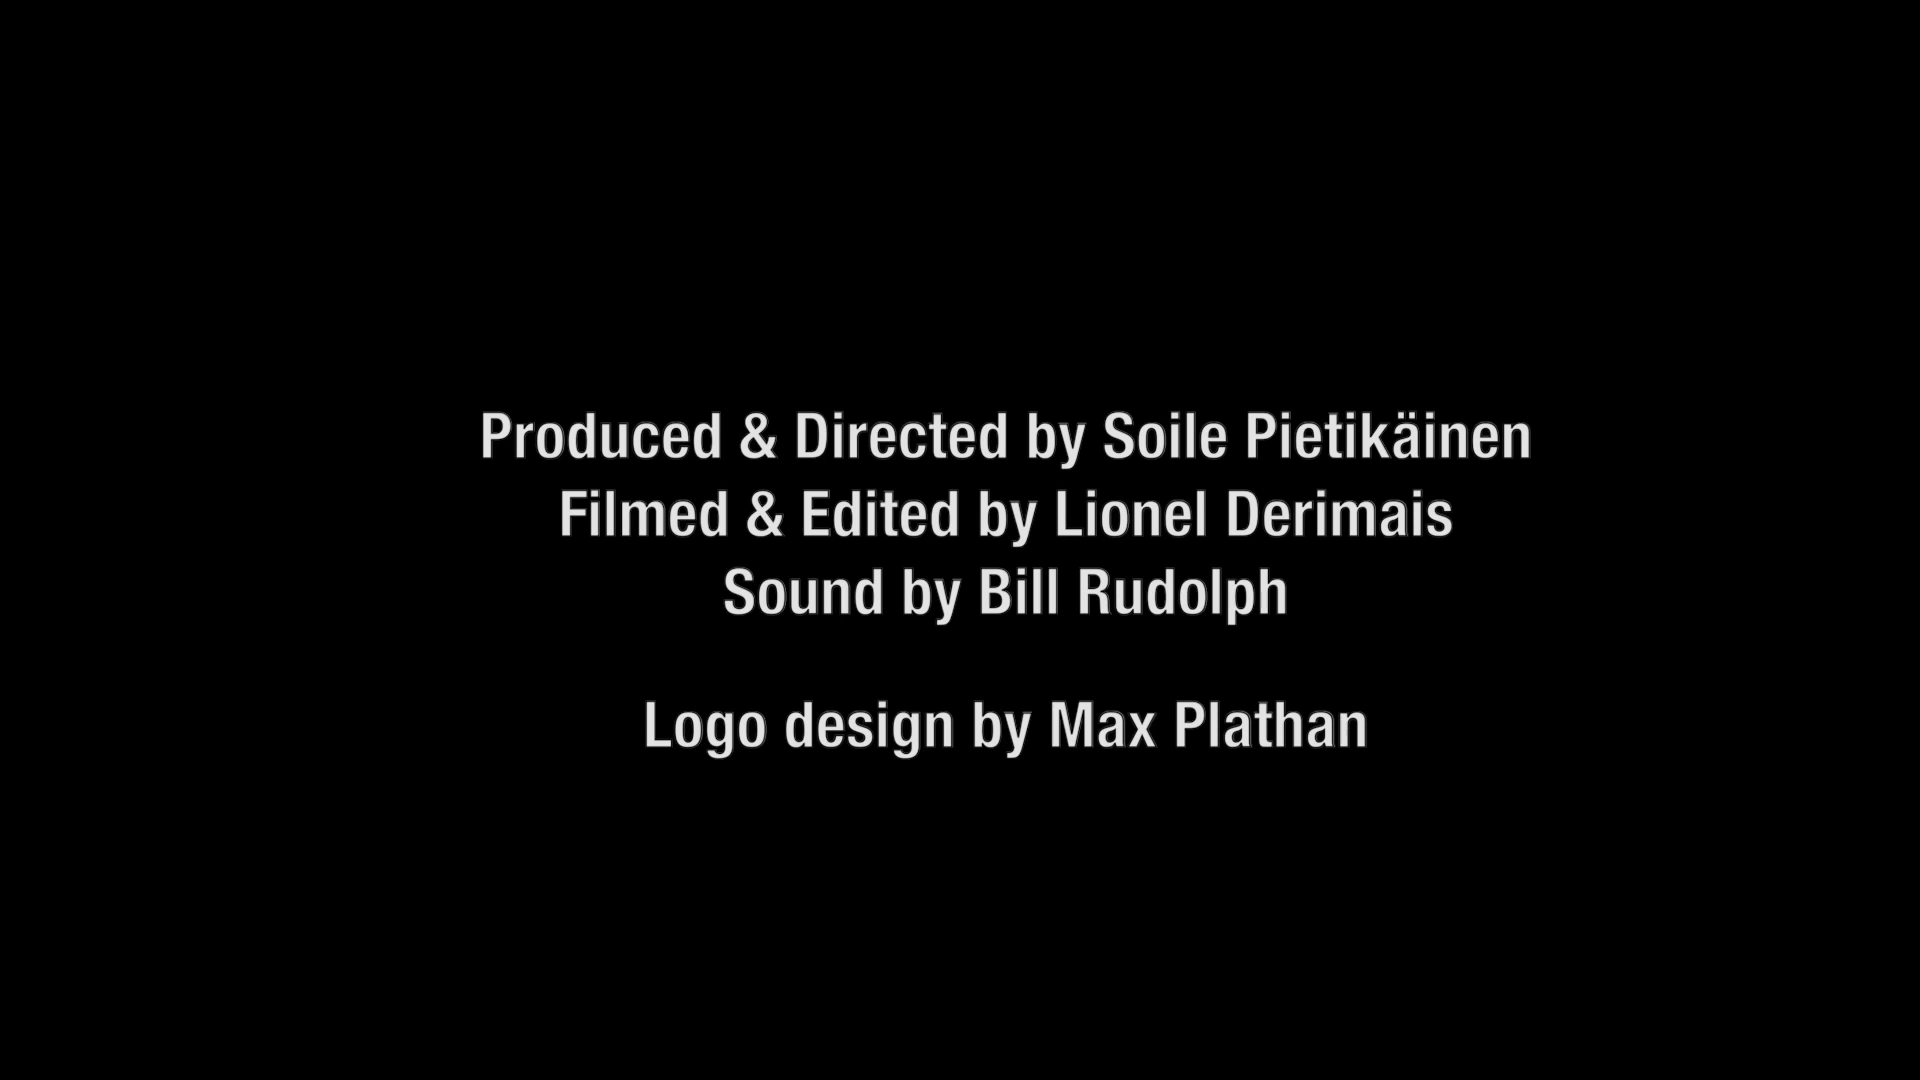 Produced & Directed by Soile Pietikäinen
Filmed & Edited by Lionel Derimais
Sound by Bill Rudolph
Logo design by Max Plathan